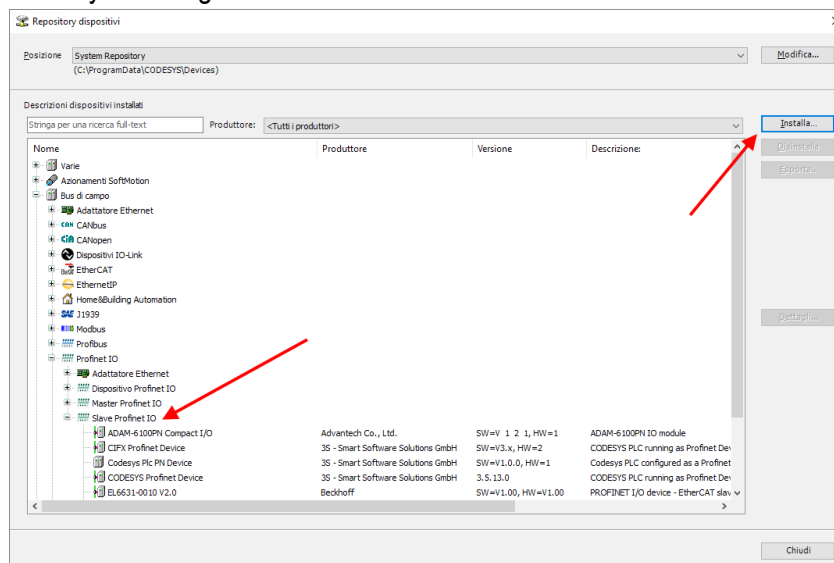 Repository dispositivi
Posizione System Repository Modifica...
(C:\ProgramData\CODESYS\Devices)
Descrizioni dispositivi installati
Stringa per una ricerca full-text Produttore: <Tutti i produttori> Installa...
Nome Produttore Versione Descrizione: Disinstalla
Varie
Esporta...
Azionamenti SoftMotion
Bus di campo
Adattatore Ethernet
CAN CANbus
CiA CANopen
Dispositivi IO-Link
EtherCAT
EthernetIP
Home&Building Automation
SAE J1939
Dettagli...
Modbus
Profibus
Profinet IO
Adattatore Ethernet
Dispositivo Profinet IO
Master Profinet IO
Slave Profinet IO
ADAM-6100PN Compact I/O Advantech Co., Ltd. SW=V 1 2 1, HW=1 ADAM-6100PN IO module
CIFX Profinet Device 3S - Smart Software Solutions GmbH SW=V3.x, HW=2 CODESYS PLC running as Profinet Dev
Codesys Plc PN Device 3S - Smart Software Solutions GmbH SW=V1.0.0, HW=1 Codesys PLC configured as a Profinet
CODESYS Profinet Device 3S - Smart Software Solutions GmbH 3.5.13.0 CODESYS PLC running as Profinet Dev
EL6631-0010 V2.0 Beckhoff SW=V1.00, HW=V1.00 PROFINET I/O device - EtherCAT slav
Chiudi